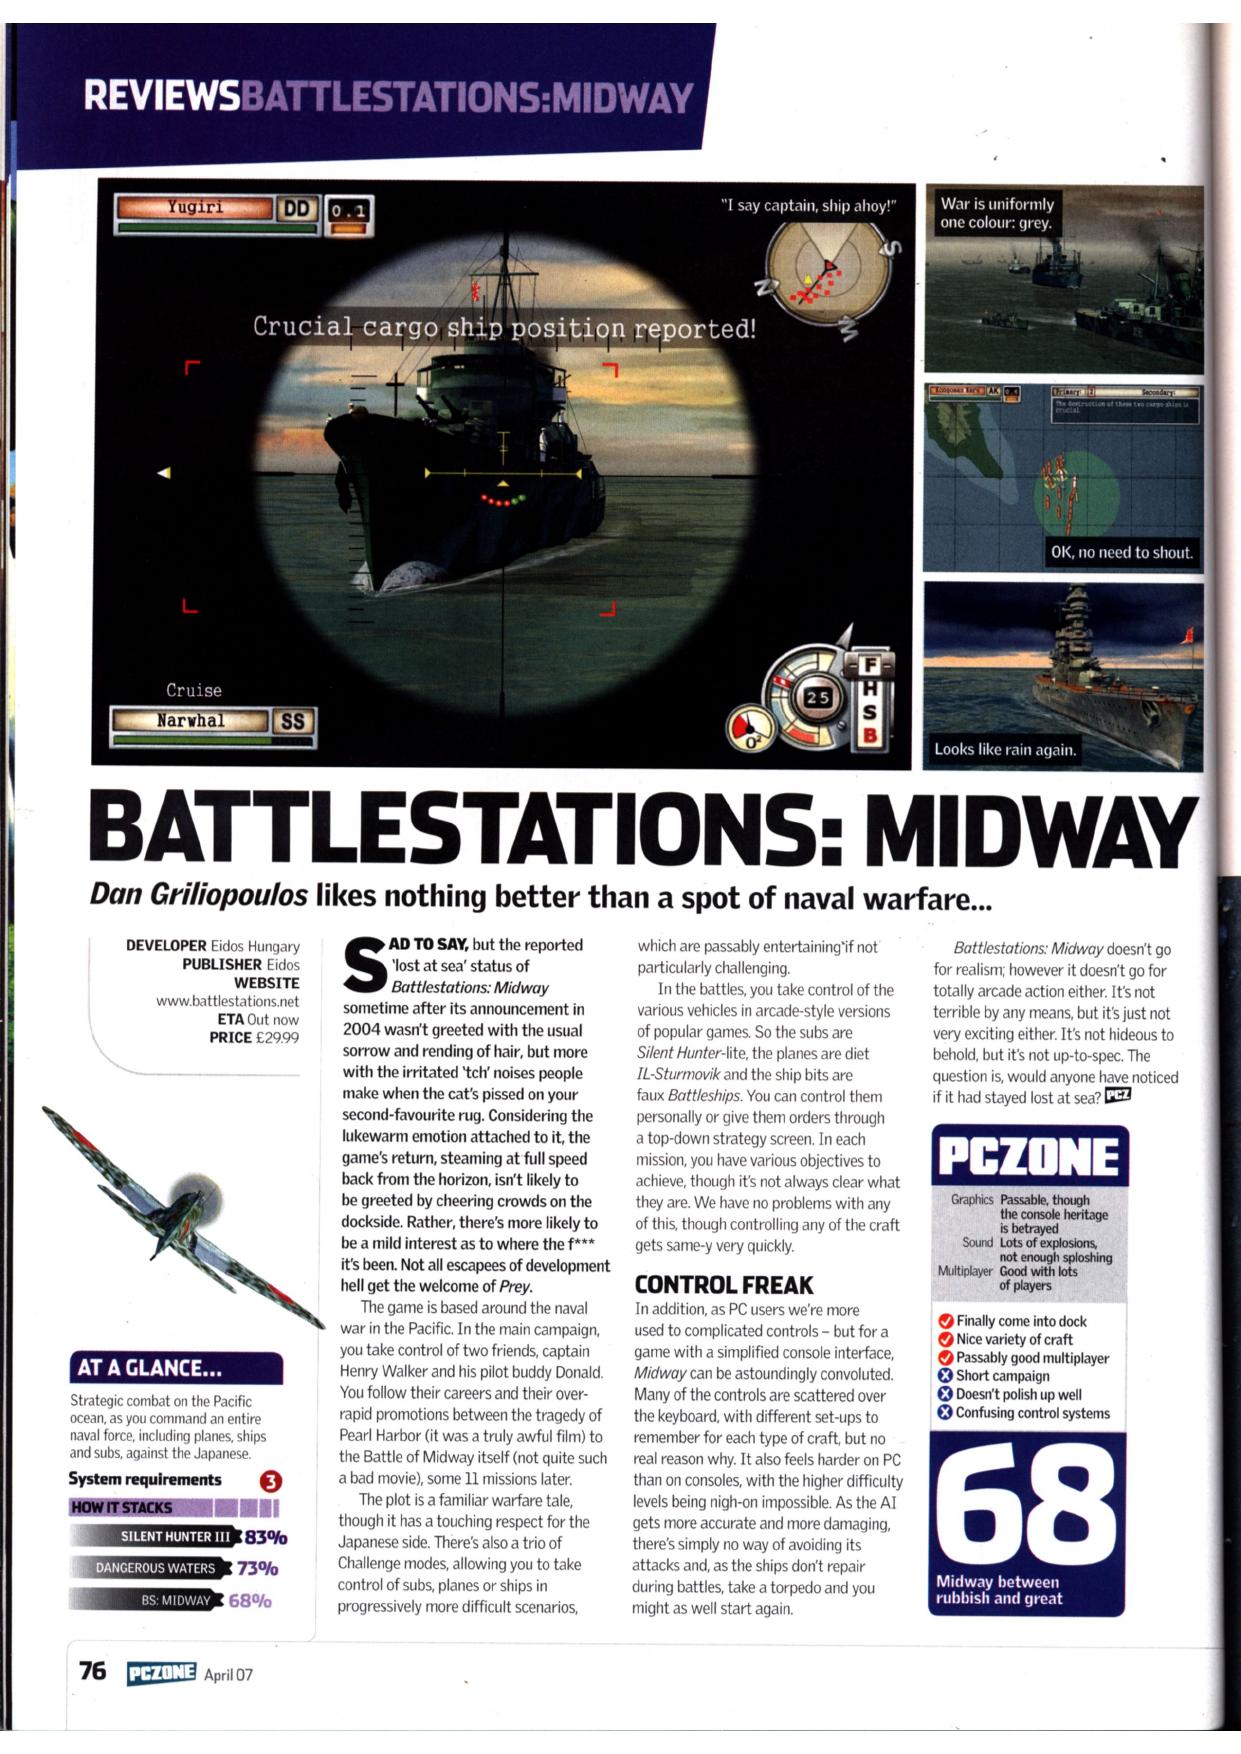 REVIEWSBATTLESTATIONS:MIDWAY
Yugiri DD 0.1
"I say captain, ship ahoy!"
N S W
Crucial cargo ship position reported!
Cruise
Narwhal SS
25
F
H
S
B
O²
War is uniformly
one colour: grey.
AK
Primary: Secondary:
The destruction of these two cargo ships is
crucial
OK, no need to shout.
Looks like rain again.
BATTLESTATIONS: MIDWAY
Dan Griliopoulos likes nothing better than a spot of naval warfare...
DEVELOPER Eidos Hungary
PUBLISHER Eidos
WEBSITE
www.battlestations.net
ETA Out now
PRICE £29.99
AT A GLANCE...
Strategic combat on the Pacific
ocean, as you command an entire
naval force, including planes, ships
and subs, against the Japanese.
System requirements 3
HOW IT STACKS
SILENT HUNTER III 83%
DANGEROUS WATERS 73%
BS: MIDWAY 68%
SAD TO SAY, but the reported
'lost at sea' status of
Battlestations: Midway
sometime after its announcement in
2004 wasn't greeted with the usual
sorrow and rending of hair, but more
with the irritated 'tch' noises people
make when the cat's pissed on your
second-favourite rug. Considering the
lukewarm emotion attached to it, the
game's return, steaming at full speed
back from the horizon, isn't likely to
be greeted by cheering crowds on the
dockside. Rather, there's more likely to
be a mild interest as to where the f***
it's been. Not all escapees of development
hell get the welcome of Prey.
The game is based around the naval
war in the Pacific. In the main campaign,
you take control of two friends, captain
Henry Walker and his pilot buddy Donald.
You follow their careers and their over-
rapid promotions between the tragedy of
Pearl Harbor (it was a truly awful film) to
the Battle of Midway itself (not quite such
a bad movie), some 11 missions later.
The plot is a familiar warfare tale,
though it has a touching respect for the
Japanese side. There's also a trio of
Challenge modes, allowing you to take
control of subs, planes or ships in
progressively more difficult scenarios,
which are passably entertaining if not
particularly challenging.
In the battles, you take control of the
various vehicles in arcade-style versions
of popular games. So the subs are
Silent Hunter-lite, the planes are diet
IL-Sturmovik and the ship bits are
faux Battleships. You can control them
personally or give them orders through
a top-down strategy screen. In each
mission, you have various objectives to
achieve, though it's not always clear what
they are. We have no problems with any
of this, though controlling any of the craft
gets same-y very quickly.
CONTROL FREAK
In addition, as PC users we're more
used to complicated controls – but for a
game with a simplified console interface,
Midway can be astoundingly convoluted.
Many of the controls are scattered over
the keyboard, with different set-ups to
remember for each type of craft, but no
real reason why. It also feels harder on PC
than on consoles, with the higher difficulty
levels being nigh-on impossible. As the AI
gets more accurate and more damaging,
there's simply no way of avoiding its
attacks and, as the ships don't repair
during battles, take a torpedo and you
might as well start again.
Battlestations: Midway doesn't go
for realism; however it doesn't go for
totally arcade action either. It's not
terrible by any means, but it's just not
very exciting either. It's not hideous to
behold, but it's not up-to-spec. The
question is, would anyone have noticed
if it had stayed lost at sea? PCZ
PCZONE
Graphics Passable, though
the console heritage
is betrayed
Sound Lots of explosions,
not enough sploshing
Multiplayer Good with lots
of players
Finally come into dock
Nice variety of craft
Passably good multiplayer
Short campaign
Doesn't polish up well
Confusing control systems
68
Midway between
rubbish and great
76 PCZONE April 07